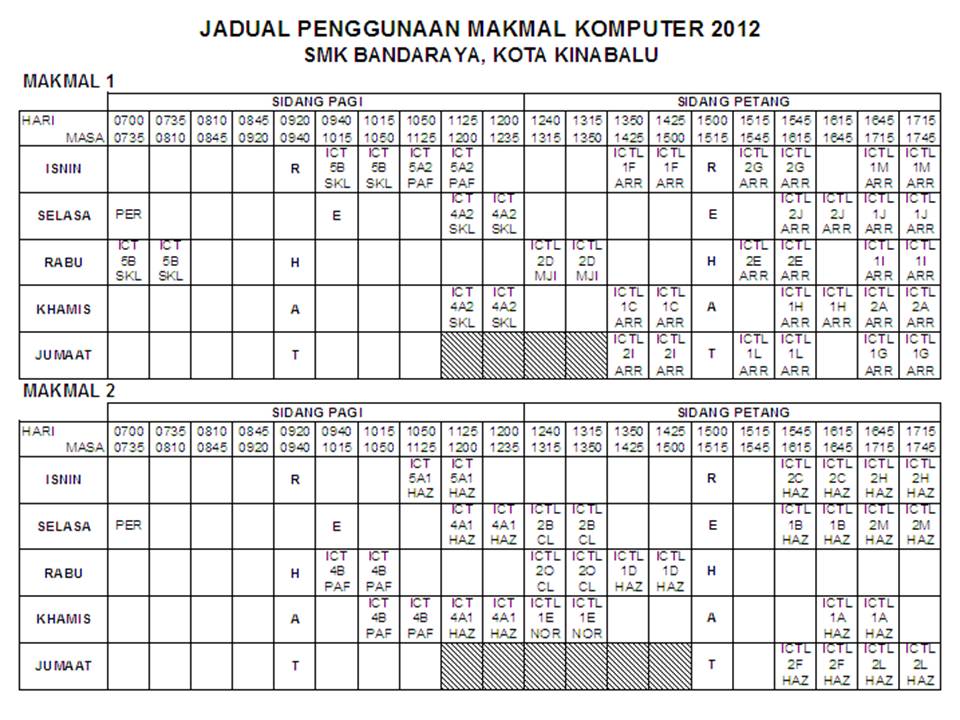 JADUAL PENGGUNAAN MAKMAL KOMPUTER 2012
SMK BANDARAYA, KOTA KINABALU
MAKMAL 1
SIDANG PAGI SIDANG PETANG
HARI 0700 0735 0810 0845 0920 0940 1015 1050 1125 1200 1240 1315 1350 1425 1500 1515 1545 1615 1645 1715
MASA 0735 0810 0845 0920 0940 1015 1050 1125 1200 1235 1315 1350 1425 1500 1515 1545 1615 1645 1715 1745
ICT ICT ICT ICT ICTL ICTL ICTL ICTL ICTL ICTL
ISNIN R 5B 5B 5A2 5A2 1F 1F R 2G 2G 1M 1M
SKL SKL PAF PAF ARR ARR ARR ARR ARR ARR
ICT ICT ICTL ICTL ICTL ICTL
SELASA PER E 4A2 4A2 E 2J 2J 1J 1J
SKL SKL ARR ARR ARR ARR
ICT ICT ICTL ICTL ICTL ICTL ICTL ICTL
RABU 5B 5B H 2D 2D H 2E 2E 1I 1I
SKL SKL MJI MJI ARR ARR ARR ARR
ICT ICT ICTL ICTL ICTL ICTL ICTL ICTL
KHAMIS A 4A2 4A2 1C 1C A 1H 1H 2A 2A
SKL SKL ARR ARR ARR ARR ARR ARR
ICTL ICTL ICTL ICTL ICTL ICTL
JUMAAT T 2I 2I T 1L 1L 1G 1G
ARR ARR ARR ARR ARR ARR
MAKMAL 2
SIDANG PAGI SIDANG PETANG
HARI 0700 0735 0810 0845 0920 0940 1015 1050 1125 1200 1240 1315 1350 1425 1500 1515 1545 1615 1645 1715
MASA 0735 0810 0845 0920 0940 1015 1050 1125 1200 1235 1315 1350 1425 1500 1515 1545 1615 1645 1715 1745
ICT ICT ICTL ICTL ICTL ICTL
ISNIN R 5A1 5A1 R 2C 2C 2H 2H
HAZ HAZ HAZ HAZ HAZ HAZ
ICT ICT ICTL ICTL ICTL ICTL ICTL ICTL
SELASA PER E 4A1 4A1 2B 2B E 1B 1B 2M 2M
HAZ HAZ CL CL HAZ HAZ HAZ HAZ
ICT ICT ICTL ICTL ICTL ICTL
RABU H 4B 4B 2O 2O 1D 1D H
PAF PAF CL CL HAZ HAZ
ICT ICT ICT ICT ICTL ICTL ICTL ICTL
KHAMIS A 4B 4B 4A1 4A1 1E 1E A 1A 1A
PAF PAF HAZ HAZ NOR NOR HAZ HAZ
ICTL ICTL ICTL ICTL
JUMAAT T T 2F 2F 2L 2L
HAZ HAZ HAZ HAZ